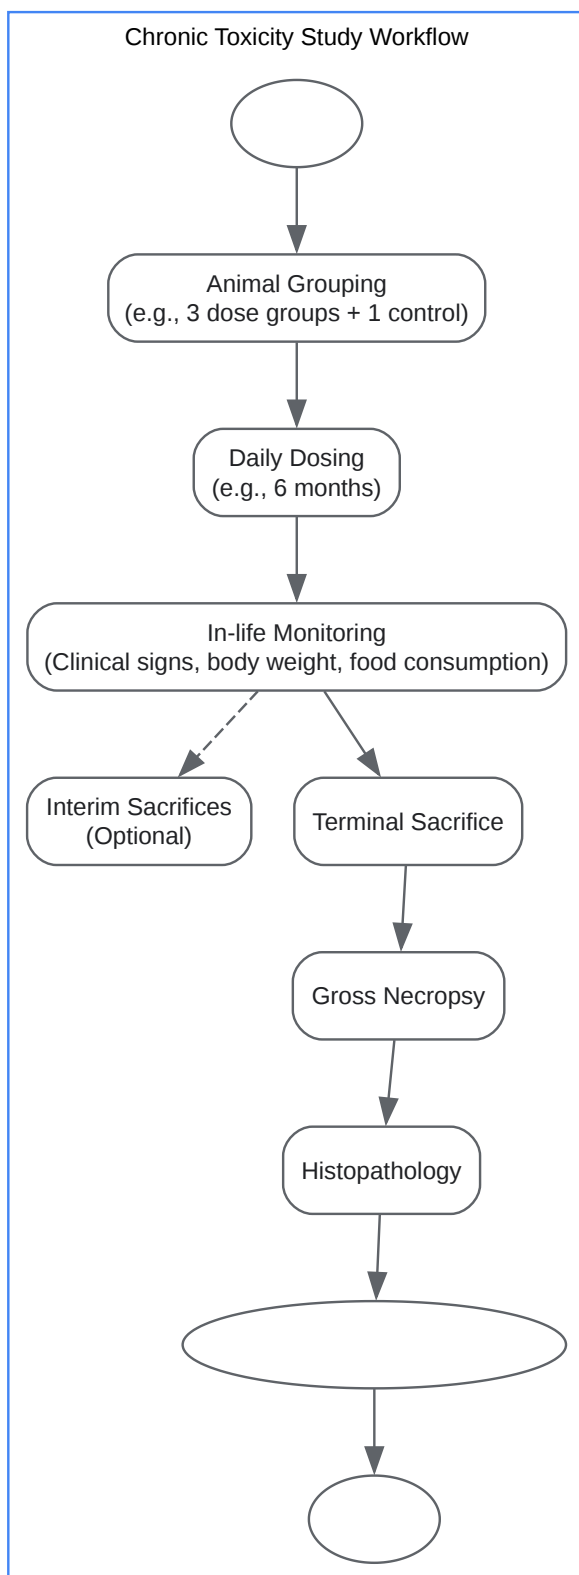 Chronic Toxicity Study Workflow
Animal Grouping
(e.g., 3 dose groups + 1 control)
Daily Dosing
(e.g., 6 months)
In-life Monitoring
(Clinical signs, body weight, food consumption)
Interim Sacrifices
(Optional)
Terminal Sacrifice
Gross Necropsy
Histopathology